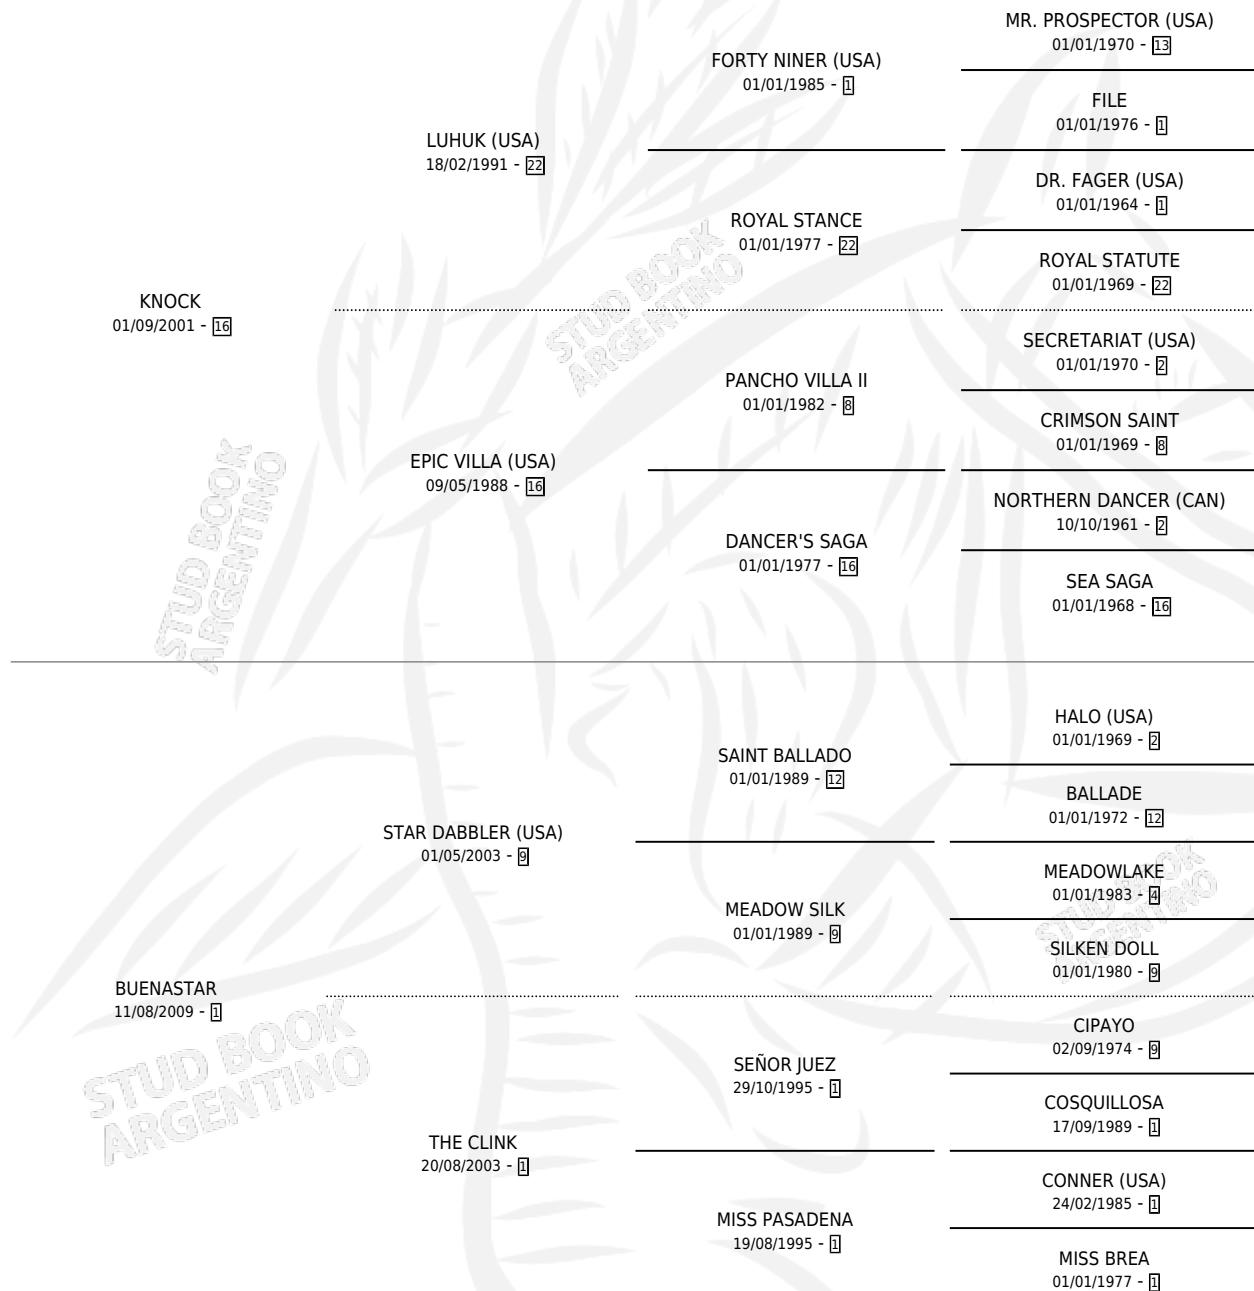 MR. PROSPECTOR (USA)
01/01/1970 - 13
FORTY NINER (USA)
01/01/1985 - 1
FILE
01/01/1976 - 1
LUHUK (USA)
18/02/1991 - 22
DR. FAGER (USA)
01/01/1964 - 1
ROYAL STANCE
01/01/1977 - 22
ROYAL STATUTE
01/01/1969 - 22
KNOCK
01/09/2001 - 16
SECRETARIAT (USA)
01/01/1970 - 2
PANCHO VILLA II
01/01/1982 - 8
CRIMSON SAINT
01/01/1969 - 8
EPIC VILLA (USA)
09/05/1988 - 16
NORTHERN DANCER (CAN)
10/10/1961 - 2
DANCER'S SAGA
01/01/1977 - 16
SEA SAGA
01/01/1968 - 16
HALO (USA)
01/01/1969 - 2
SAINT BALLADO
01/01/1989 - 12
BALLADE
01/01/1972 - 12
STAR DABBLER (USA)
01/05/2003 - 9
MEADOWLAKE
01/01/1983 - 4
MEADOW SILK
01/01/1989 - 9
SILKEN DOLL
01/01/1980 - 9
BUENASTAR
11/08/2009 - 1
CIPAYO
02/09/1974 - 9
SEÑOR JUEZ
29/10/1995 - 1
COSQUILLOSA
17/09/1989 - 1
THE CLINK
20/08/2003 - 1
CONNER (USA)
24/02/1985 - 1
MISS PASADENA
19/08/1995 - 1
MISS BREA
01/01/1977 - 1
STUD BOOK
ARGENTINO
STUD BOOK
ARGENTINO
STUD BOOK
ARGENTINO
STUD BOOK
ARGENTINO